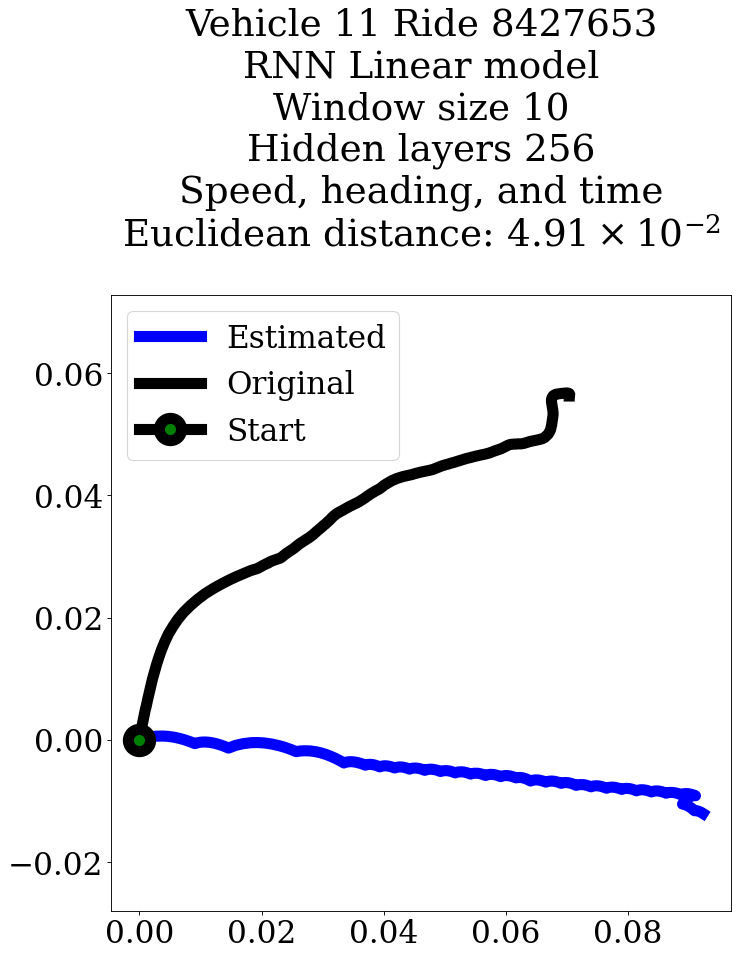 Vehicle 11 Ride 8427653
RNN Linear model
Window size 10
Hidden layers 256
Speed, heading, and time
Euclidean distance: 4.91 × 10⁻²
Estimated
Original
Start
0.06
0.04
0.02
0.00
−0.02
0.00 0.02 0.04 0.06 0.08